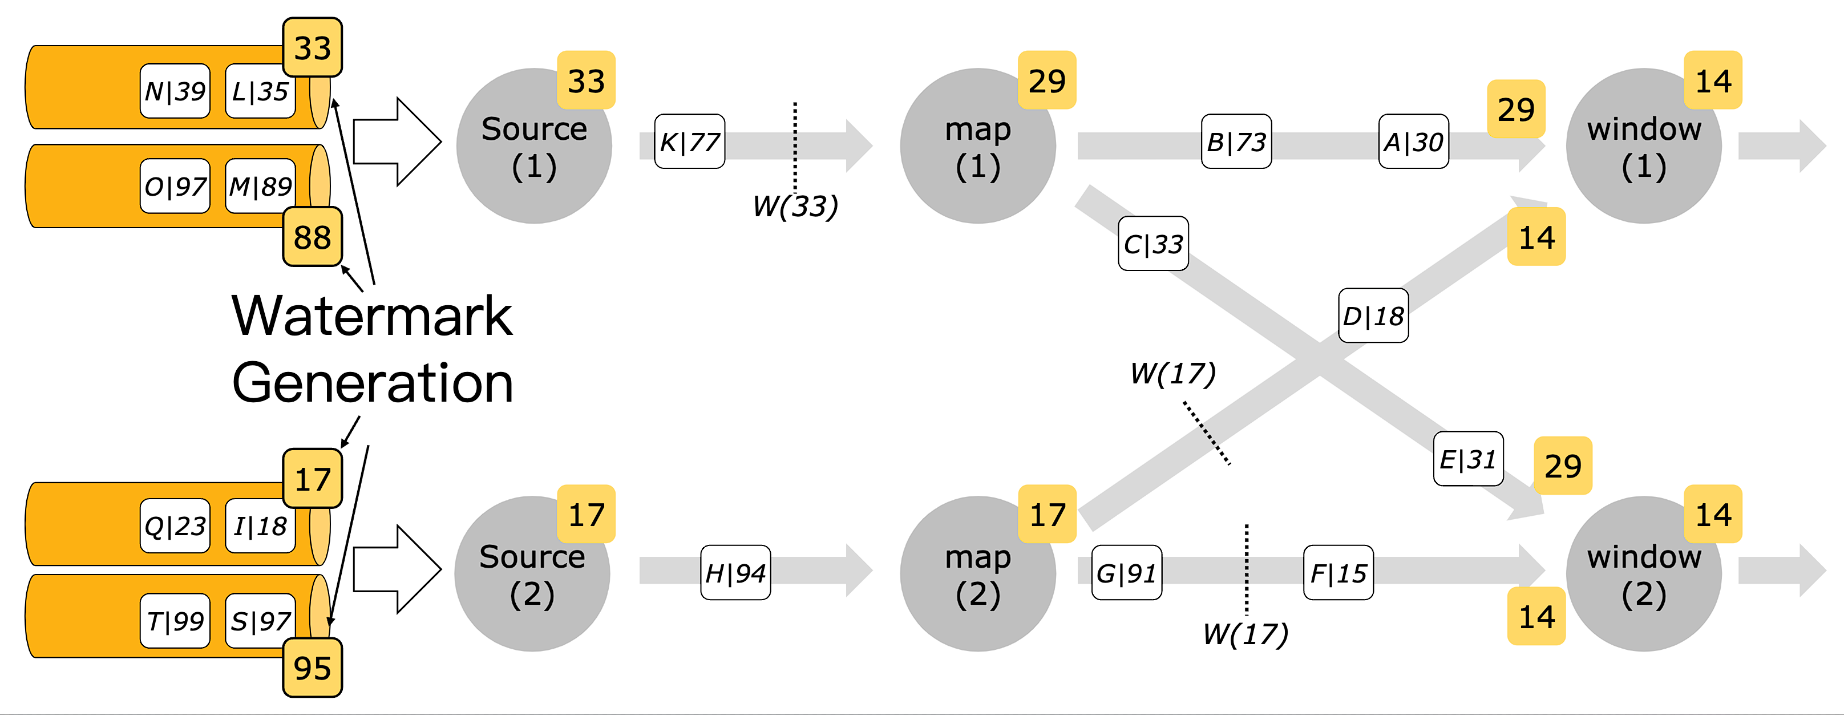 33
N|39 L|35
O|97 M|89
88
Watermark
Generation
17
Q|23 I|18
T|99 S|97
95
33
Source
(1)
K|77
W(33)
17
Source
(2)
H|94
29
map
(1)
B|73 A|30
29
C|33
14
D|18
W(17)
E|31
29
17
map
(2)
G|91 F|15
W(17)
14
14
window
(1)
14
window
(2)